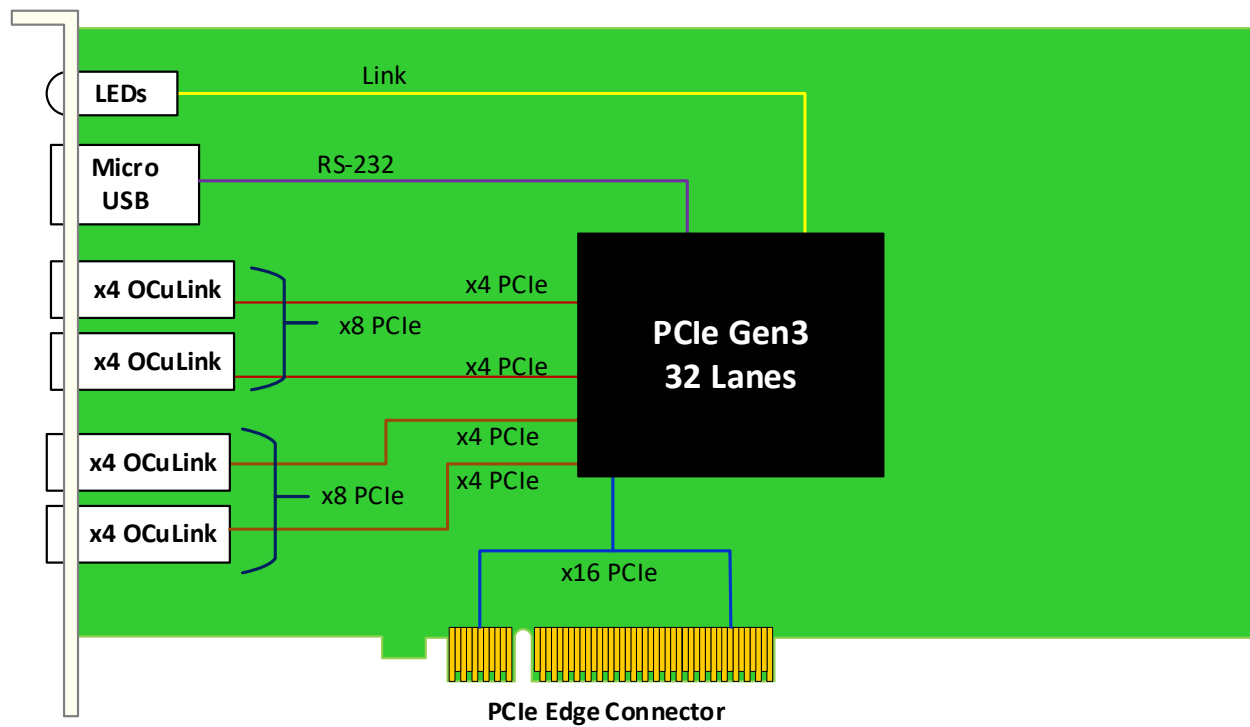 Link
LEDs
RS-232
Micro
USB
x4 OCuLink
x4 PCIe
x8 PCIe
x4 OCuLink
x4 PCIe
PCIe Gen3
32 Lanes
x4 OCuLink
x4 PCIe
x8 PCIe
x4 PCIe
x4 OCuLink
x16 PCIe
PCIe Edge Connector